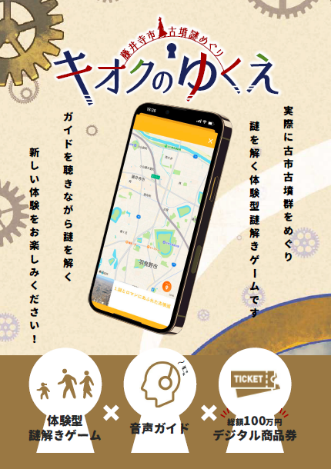 藤井寺市古墳謎めぐり
キオクのゆくえ
実際に古市古墳群をめぐり
謎を解く体験型謎解きゲームです
ガイドを聴きながら謎を解く
新しい体験をお楽しみください!
羽曳野市
体験型
謎解きゲーム
×
音声ガイド
×
TICKET
総額100万円
デジタル商品券